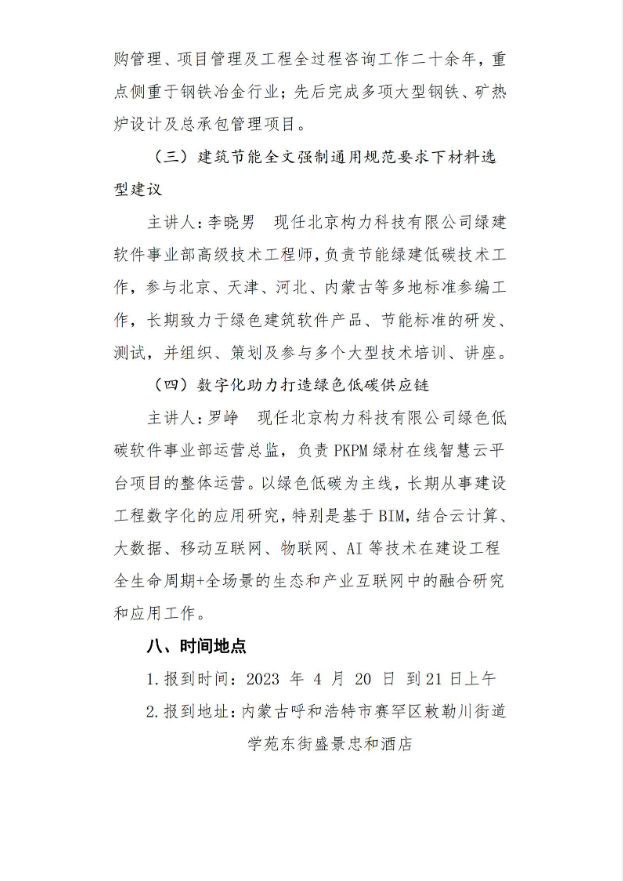 购管理、项目管理及工程全过程咨询工作二十余年，重
点侧重于钢铁冶金行业；先后完成多项大型钢铁、矿热
炉设计及总承包管理项目。
（三）建筑节能全文强制通用规范要求下材料选
型建议
主讲人：李晓男　现任北京构力科技有限公司绿建
软件事业部高级技术工程师，负责节能绿建低碳技术工
作，参与北京、天津、河北、内蒙古等多地标准参编工
作，长期致力于绿色建筑软件产品、节能标准的研发、
测试，并组织、策划及参与多个大型技术培训、讲座。
（四）数字化助力打造绿色低碳供应链
主讲人：罗峥　现任北京构力科技有限公司绿色低
碳软件事业部运营总监，负责 PKPM 绿材在线智慧云平
台项目的整体运营。以绿色低碳为主线，长期从事建设
工程数字化的应用研究，特别是基于 BIM，结合云计算、
大数据、移动互联网、物联网、AI 等技术在建设工程
全生命周期+全场景的生态和产业互联网中的融合研究
和应用工作。
八、时间地点
1.报到时间：2023 年 4 月 20 日 到21日上午
2.报到地址：内蒙古呼和浩特市赛罕区敕勒川街道
学苑东街盛景忠和酒店